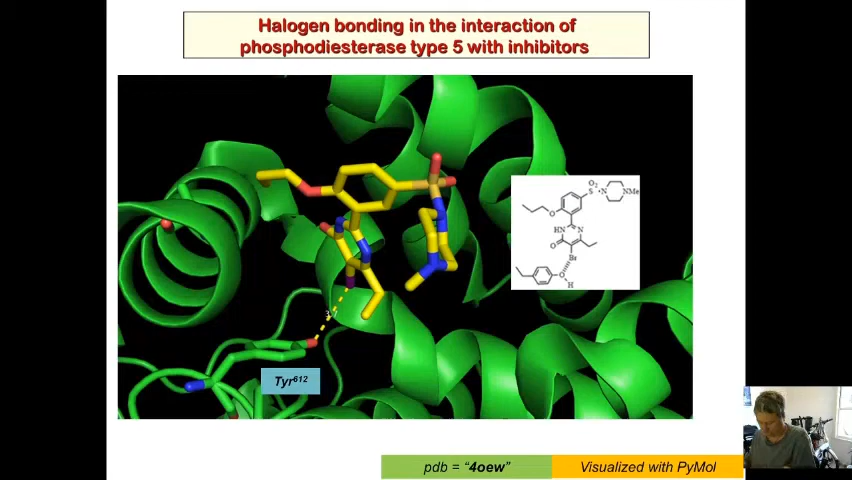 Halogen bonding in the interaction of
phosphodiesterase type 5 with inhibitors
O2
S
N
NMe
O
HN
N
O
Br
O
H
Tyr612
pdb = "4oew"
Visualized with PyMol